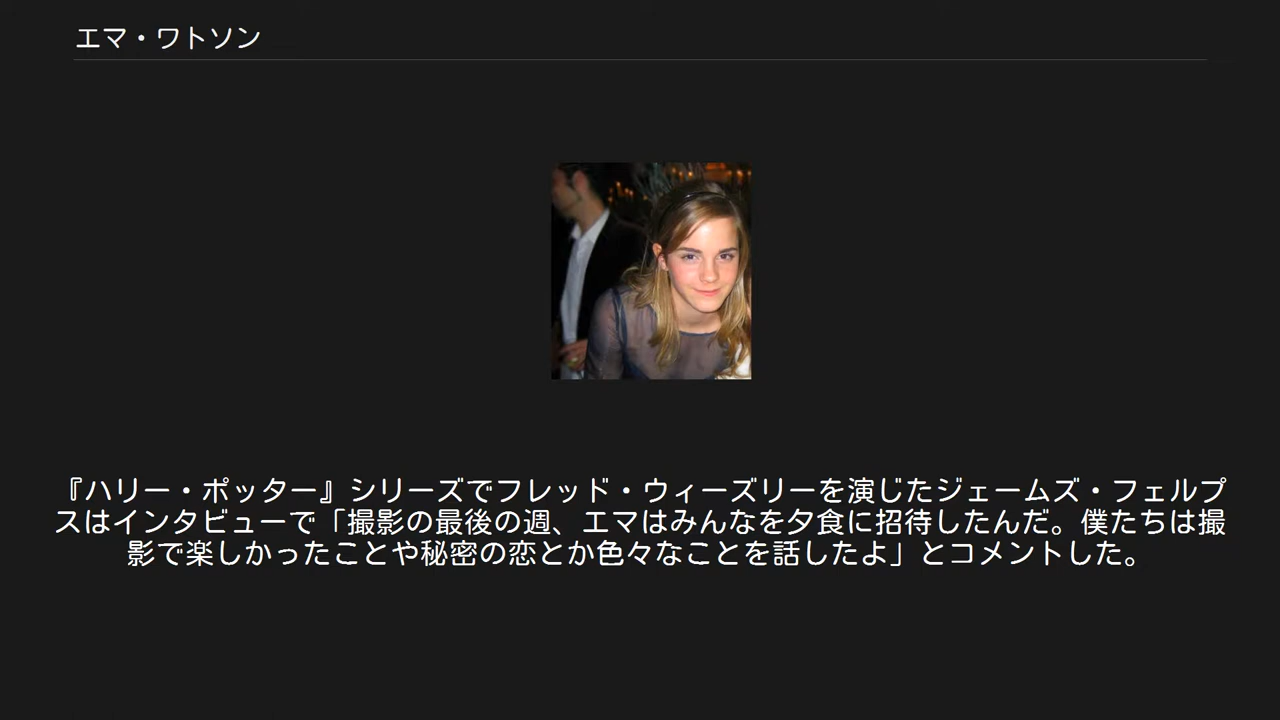 エマ・ワトソン
『ハリー・ポッター』シリーズでフレッド・ウィーズリーを演じたジェームズ・フェルプ
スはインタビューで「撮影の最後の週、エマはみんなを夕食に招待したんだ。僕たちは撮
影で楽しかったことや秘密の恋とか色々なことを話したよ」とコメントした。